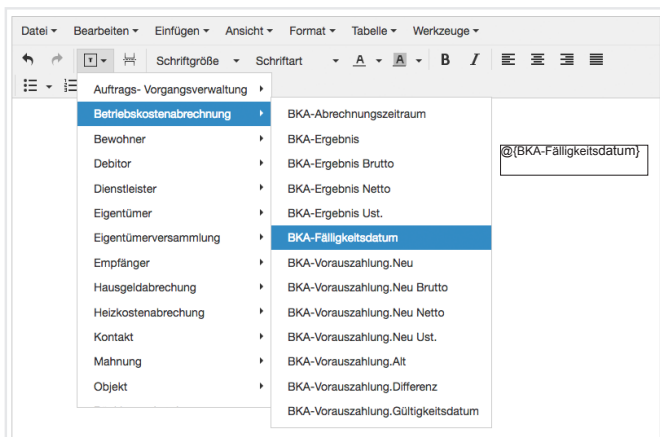 Datei Bearbeiten Einfügen Ansicht Format Tabelle Werkzeuge
Schriftgröße Schriftart A A B I
Auftrags- Vorgangsverwaltung
Betriebskostenabrechnung
Bewohner
Debitor
Dienstleister
Eigentümer
Eigentümerversammlung
Empfänger
Hausgeldabrechung
Heizkostenabrechung
Kontakt
Mahnung
Objekt
BKA-Abrechnungszeitraum
BKA-Ergebnis
BKA-Ergebnis Brutto
BKA-Ergebnis Netto
BKA-Ergebnis Ust.
BKA-Fälligkeitsdatum
BKA-Vorauszahlung.Neu
BKA-Vorauszahlung.Neu Brutto
BKA-Vorauszahlung.Neu Netto
BKA-Vorauszahlung.Neu Ust.
BKA-Vorauszahlung.Alt
BKA-Vorauszahlung.Differenz
BKA-Vorauszahlung.Gültigkeitsdatum
@{BKA-Fälligkeitsdatum}